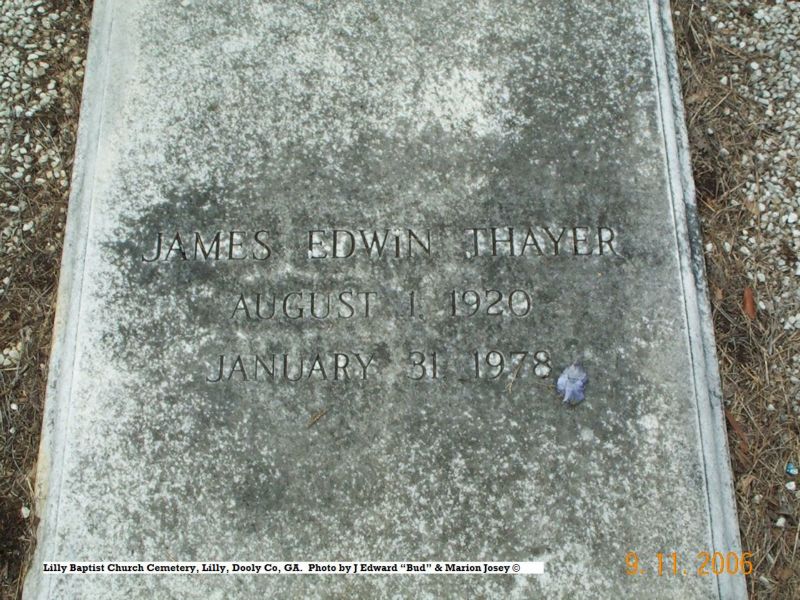 JAMES EDWIN THAYER
AUGUST 1, 1920
JANUARY 31 1978
Lilly Baptist Church Cemetery, Lilly, Dooly Co, GA. Photo by J Edward “Bud” & Marion Josey ©
9. 11. 2006